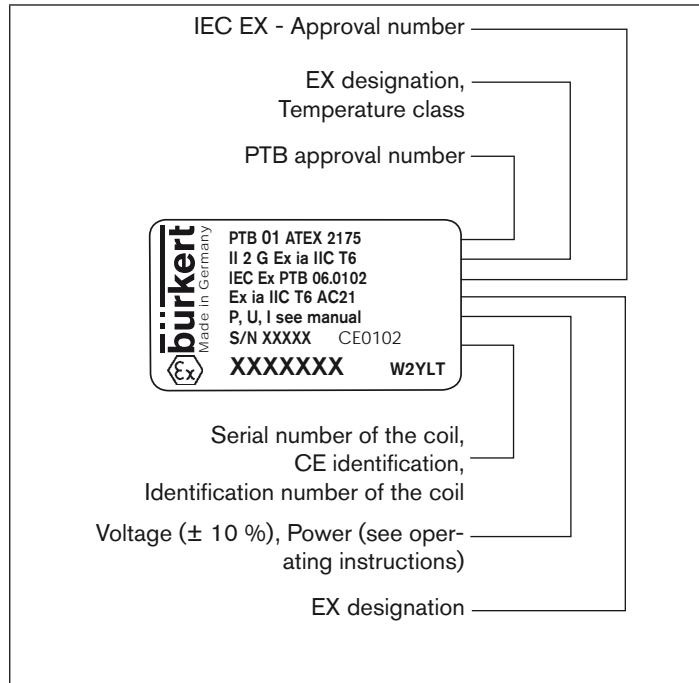 IEC EX - Approval number
EX designation,
Temperature class
PTB approval number
bürkert
Made in Germany
Ex
PTB 01 ATEX 2175
II 2 G Ex ia IIC T6
IEC Ex PTB 06.0102
Ex ia IIC T6 AC21
P, U, I see manual
S/N XXXXX CE0102
XXXXXXX W2YLT
Serial number of the coil,
CE identification,
Identification number of the coil
Voltage (± 10 %), Power (see oper-
ating instructions)
EX designation